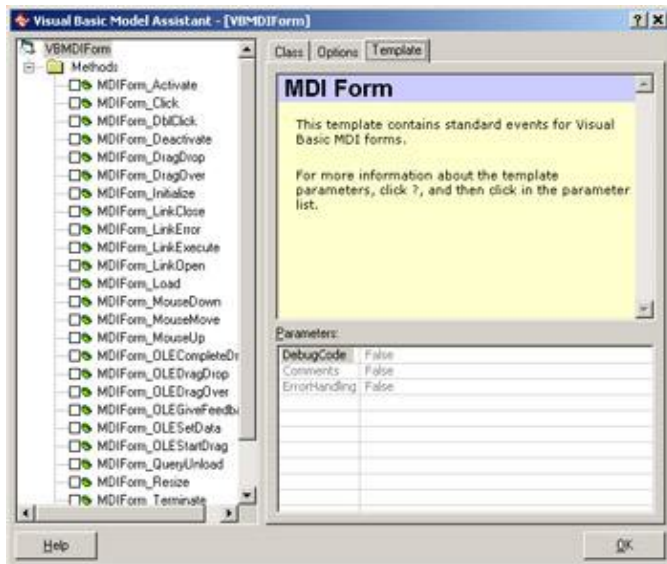 Visual Basic Model Assistant - [VBMDIForm]
VBMDIForm
Methods
MDIForm_Activate
MDIForm_Click
MDIForm_DblClick
MDIForm_Deactivate
MDIForm_DragDrop
MDIForm_DragOver
MDIForm_Initialize
MDIForm_LinkClose
MDIForm_LinkError
MDIForm_LinkExecute
MDIForm_LinkOpen
MDIForm_Load
MDIForm_MouseDown
MDIForm_MouseMove
MDIForm_MouseUp
MDIForm_OLECompleteDr
MDIForm_OLEDragDrop
MDIForm_OLEDragOver
MDIForm_OLEGiveFeedba
MDIForm_OLESetData
MDIForm_OLEStartDrag
MDIForm_QueryUnload
MDIForm_Resize
MDIForm_Terminate
Class Options Template
MDI Form
This template contains standard events for Visual
Basic MDI forms.
For more information about the template
parameters, click ?, and then click in the parameter
list.
Parameters:
DebugCode False
Comments False
ErrorHandling False
Help
OK